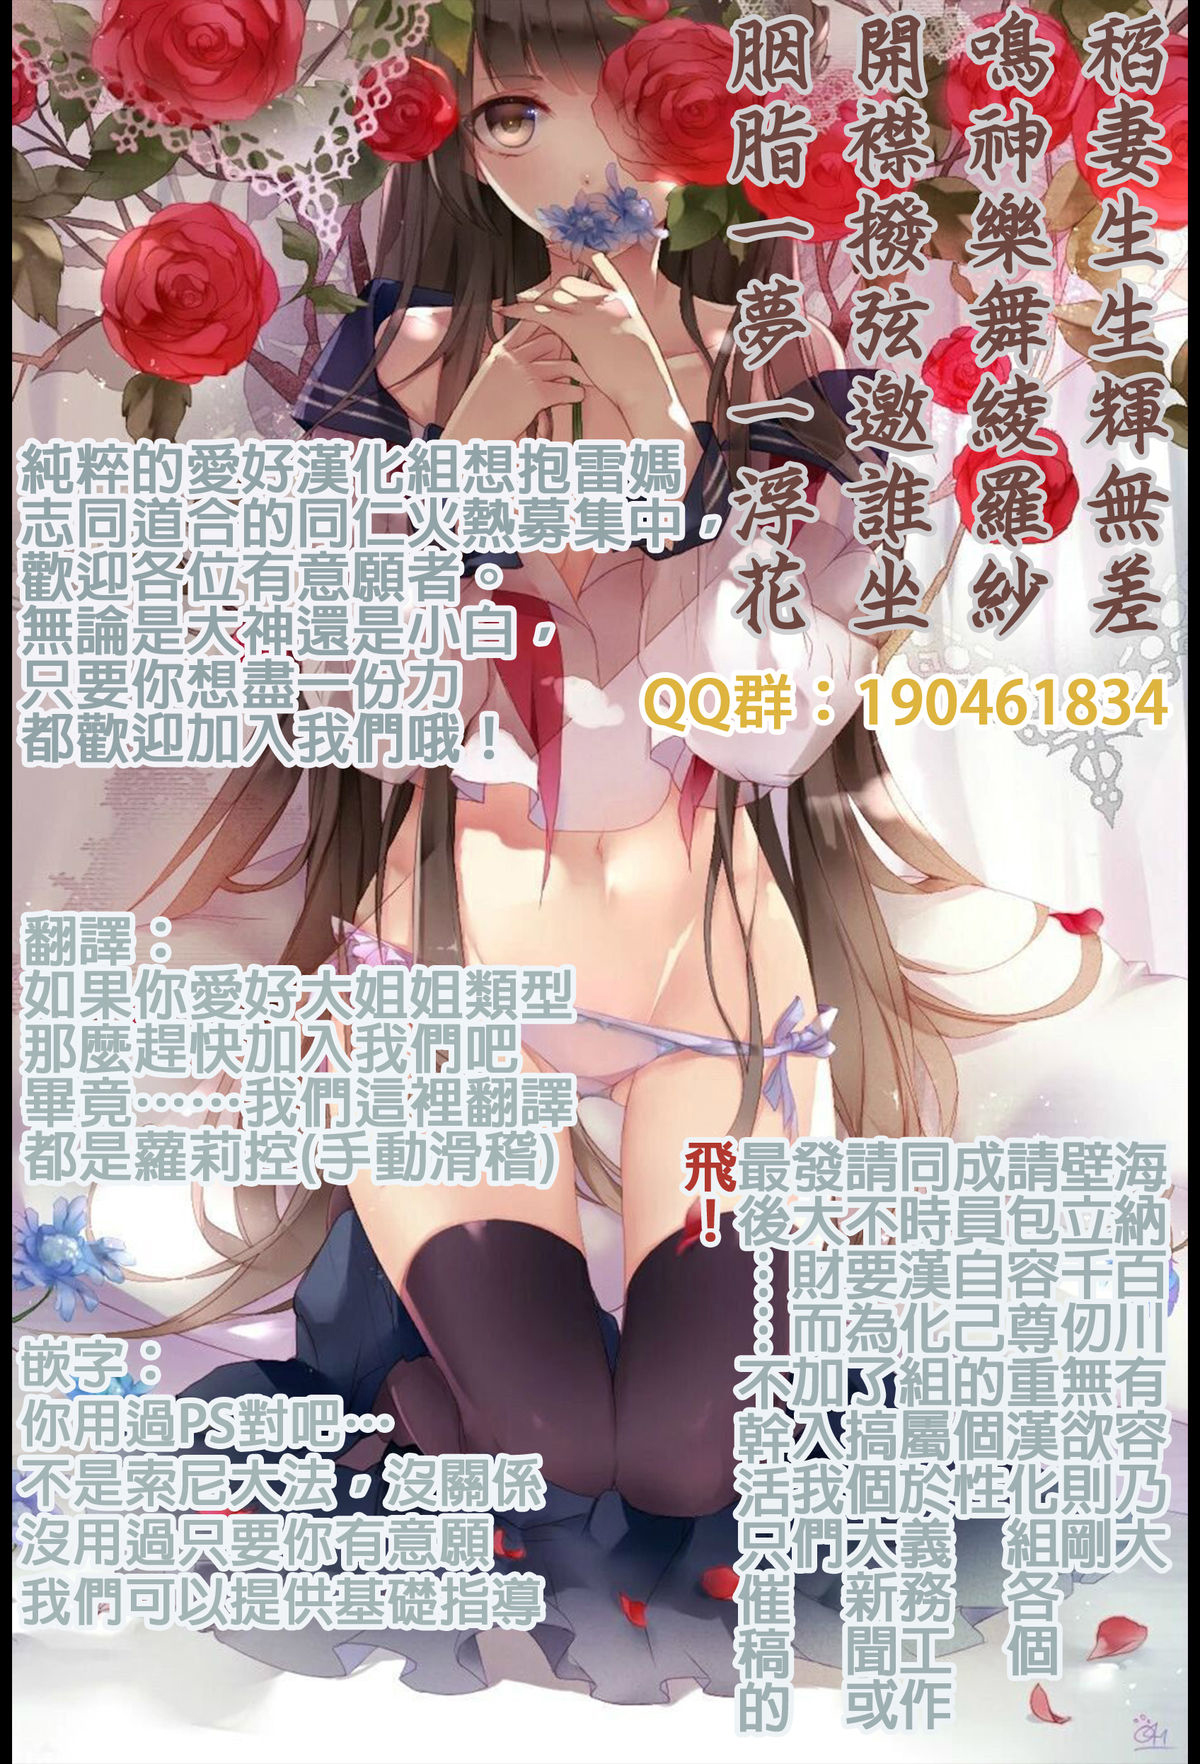 稻妻生生輝無差
鳴神樂舞綾羅紗
開襟撥弦邀誰坐
胭脂一夢一浮花
QQ群：190461834
純粹的愛好漢化組想抱雷媽
志同道合的同仁火熱募集中，
歡迎各位有意願者。
無論是大神還是小白，
只要你想盡一份力
都歡迎加入我們哦！
翻譯：
如果你愛好大姐姐類型
那麼趕快加入我們吧
畢竟……我們這裡翻譯
都是蘿莉控(手動滑稽)
嵌字：
你用過PS對吧…
不是索尼大法，沒關係
沒用過只要你有意願
我們可以提供基礎指導
海納百川有容乃大
壁立千仞無欲則剛
請包容尊重漢化組各個
成員自己的個性
同時漢化組屬於義務工作
請不要為了搞個大新聞或
發大財而加入我們
最後……不幹活只催稿的
飛！